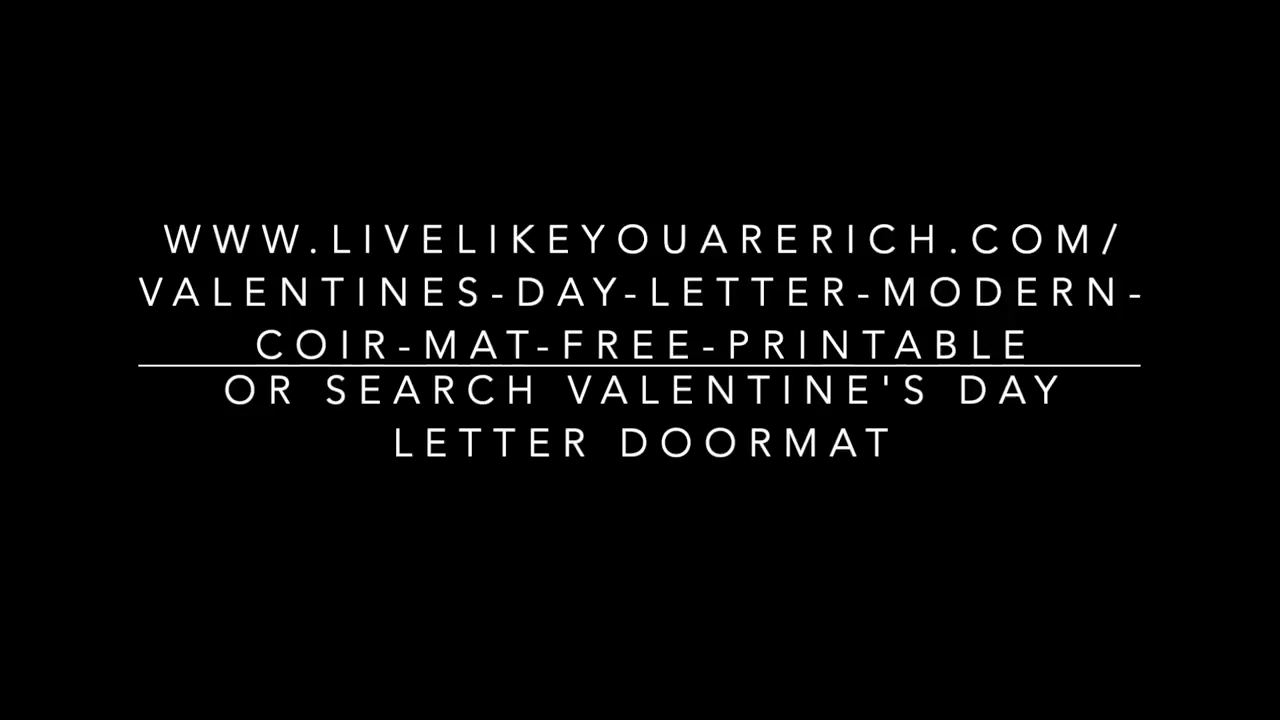 WWW.LIVELIKEYOUARERICH.COM/
VALENTINES-DAY-LETTER-MODERN-
COIR-MAT-FREE-PRINTABLE
OR SEARCH VALENTINE'S DAY
LETTER DOORMAT